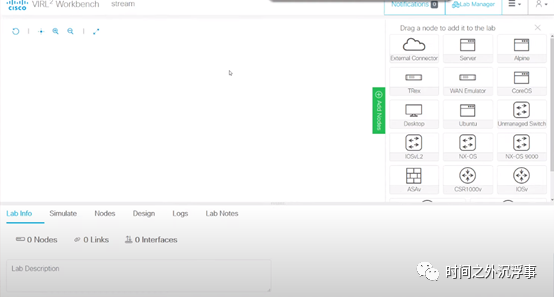 CISCO VIRL² Workbench stream Notifications 0 Lab Manager
Drag a node to add it to the lab
External Connector Server Alpine
TRex WAN Emulator CoreOS
Desktop Ubuntu Unmanaged Switch
IOSvL2 NX-OS NX-OS 9000
ASAv CSR1000v IOSv
Add Nodes
Lab Info Simulate Nodes Design Logs Lab Notes
0 Nodes 0 Links 0 Interfaces
Lab Description
时间之外沉浮事